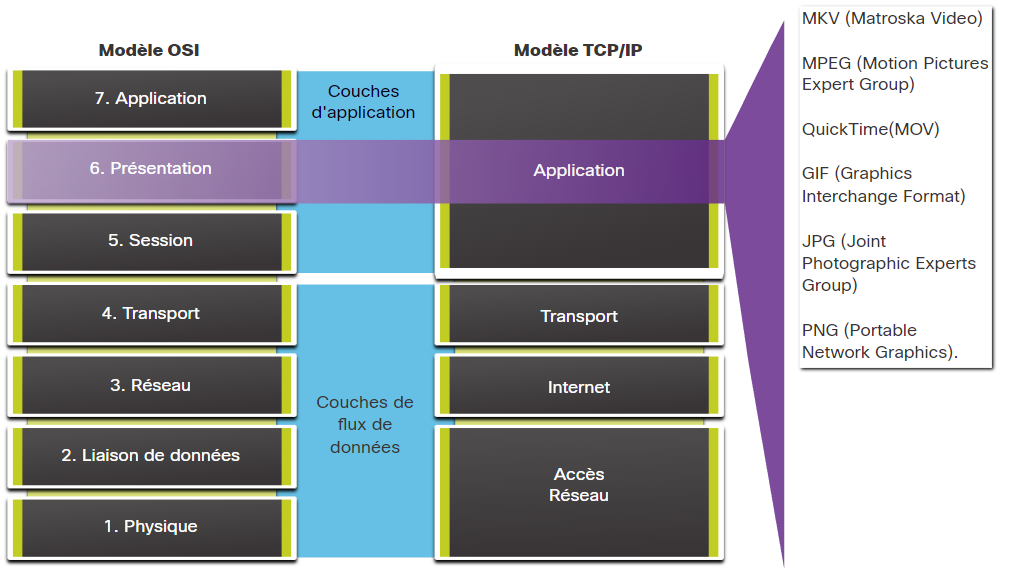 Modèle OSI
7. Application
6. Présentation
5. Session
4. Transport
3. Réseau
2. Liaison de données
1. Physique
Couches
d'application
Couches de
flux de
données
Modèle TCP/IP
Application
Transport
Internet
Accès
Réseau
MKV (Matroska Video)
MPEG (Motion Pictures
Expert Group)
QuickTime(MOV)
GIF (Graphics
Interchange Format)
JPG (Joint
Photographic Experts
Group)
PNG (Portable
Network Graphics).